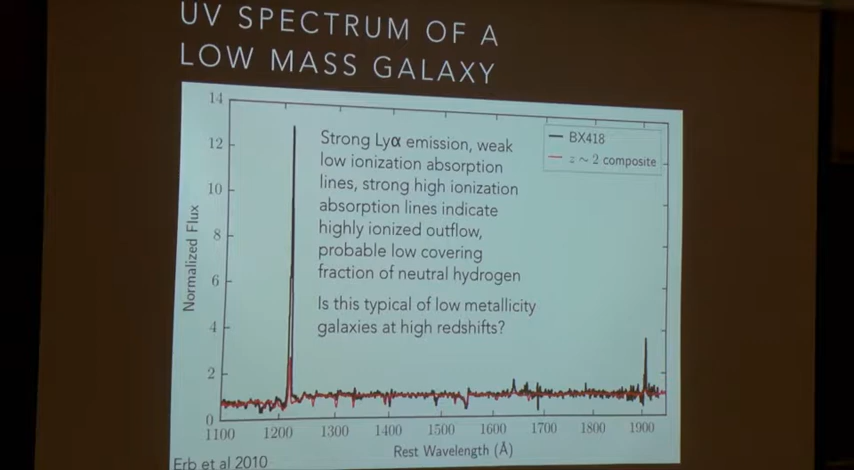 UV SPECTRUM OF A
LOW MASS GALAXY
14
12
10
8
6
4
2
0
Normalized Flux
Strong Lyα emission, weak
low ionization absorption
lines, strong high ionization
absorption lines indicate
highly ionized outflow,
probable low covering
fraction of neutral hydrogen
Is this typical of low metallicity
galaxies at high redshifts?
BX418
z ~ 2 composite
1100 1200 1300 1400 1500 1600 1700 1800 1900
Rest Wavelength (Å)
Erb et al 2010